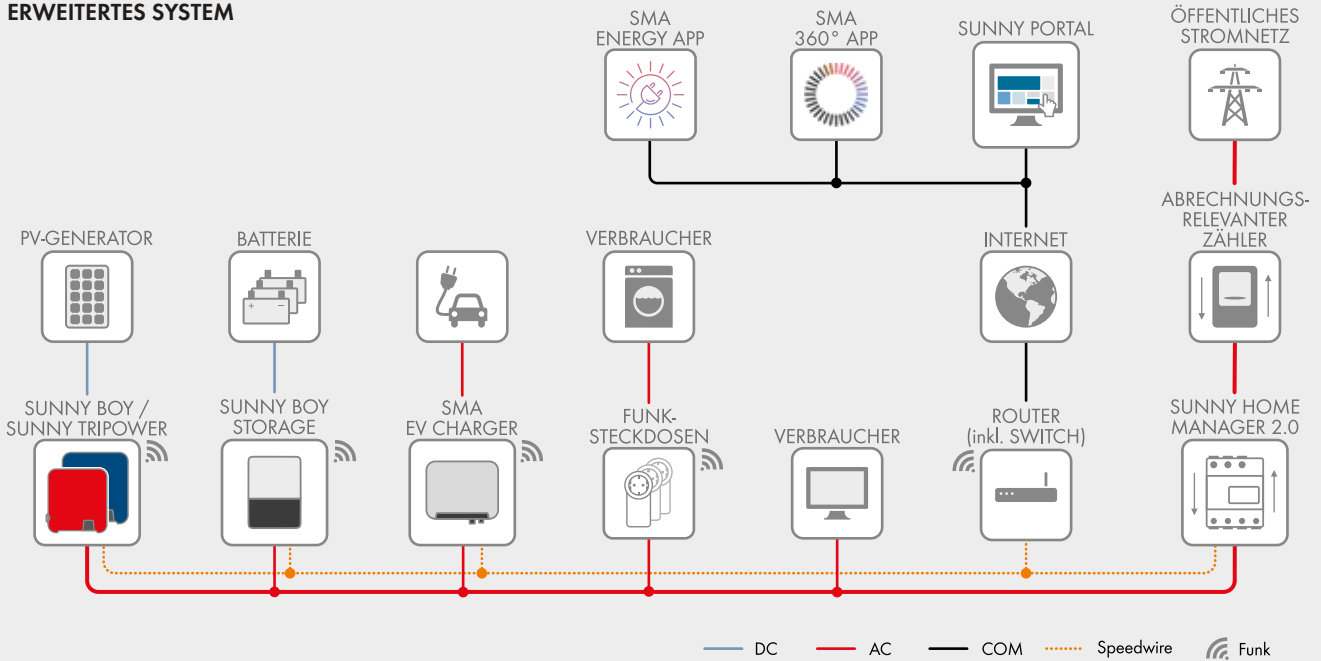 ERWEITERTES SYSTEM
SMA
ENERGY APP
SMA
360° APP
SUNNY PORTAL
ÖFFENTLICHES
STROMNETZ
PV-GENERATOR
BATTERIE
VERBRAUCHER
INTERNET
ABRECHNUNGS-
RELEVANTER
ZÄHLER
SUNNY BOY /
SUNNY TRIPOWER
SUNNY BOY
STORAGE
SMA
EV CHARGER
FUNK-
STECKDOSEN
VERBRAUCHER
ROUTER
(inkl. SWITCH)
SUNNY HOME
MANAGER 2.0
DC
AC
COM
Speedwire
Funk